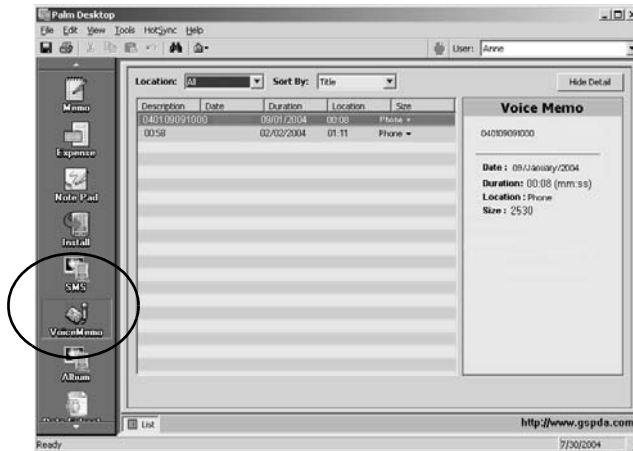 Palm Desktop
File Edit View Tools HotSync Help
User: Anne
Location: All Sort By: Title Hide Detail
Description Date Duration Location Size
040109091000 09/01/2004 00:08 Phone
00:58 02/02/2004 01:11 Phone
Voice Memo
040109091000
Date : 09/January/2004
Duration: 00:08 (mm:ss)
Location : Phone
Size : 2530
Memo
Expense
Note Pad
Install
SMS
VoiceMemo
Album
List
http://www.gspda.com
Ready 7/30/2004